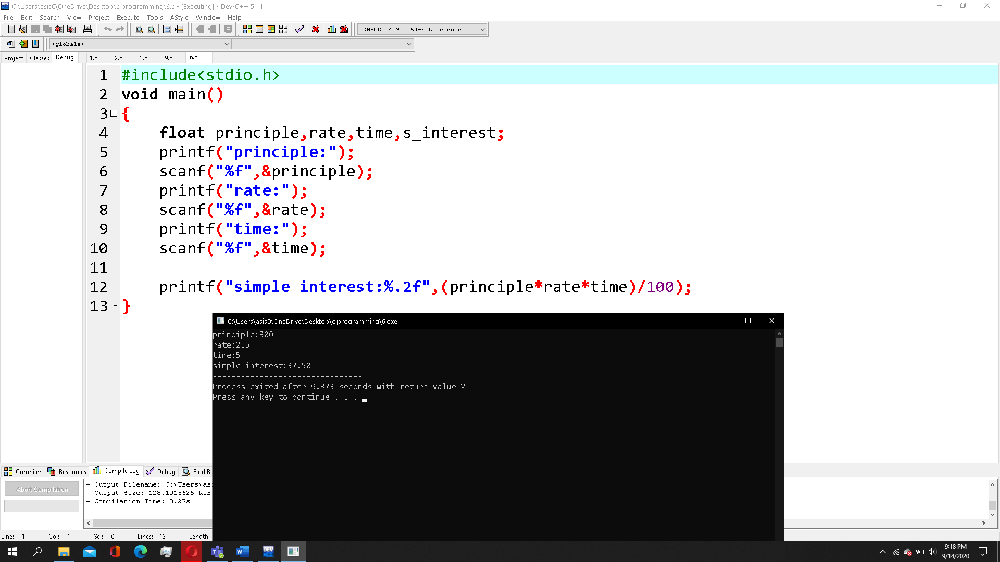 C:\Users\asis0\OneDrive\Desktop\c programming\6.c - [Executing] - Dev-C++ 5.11
File Edit Search View Project Execute Tools AStyle Window Help
TDM-GCC 4.9.2 64-bit Release
(globals)
Project Classes Debug 1.c 2.c 3.c 9.c 6.c
1 #include<stdio.h>
2 void main()
3 {
4 float principle,rate,time,s_interest;
5 printf("principle:");
6 scanf("%f",&principle);
7 printf("rate:");
8 scanf("%f",&rate);
9 printf("time:");
10 scanf("%f",&time);
11
12 printf("simple interest:%.2f",(principle*rate*time)/100);
13 }
C:\Users\asis0\OneDrive\Desktop\c programming\6.exe
principle:300
rate:2.5
time:5
simple interest:37.50
--------------------------------
Process exited after 9.373 seconds with return value 21
Press any key to continue . . .
Compiler Resources Compile Log Debug Find Re
Abort Compilation
- Output Filename: C:\Users\as
- Output Size: 128.1015625 KiB
- Compilation Time: 0.27s
Line: 1 Col: 1 Sel: 0 Lines: 13 Length:
DEV
9:18 PM
9/14/2020